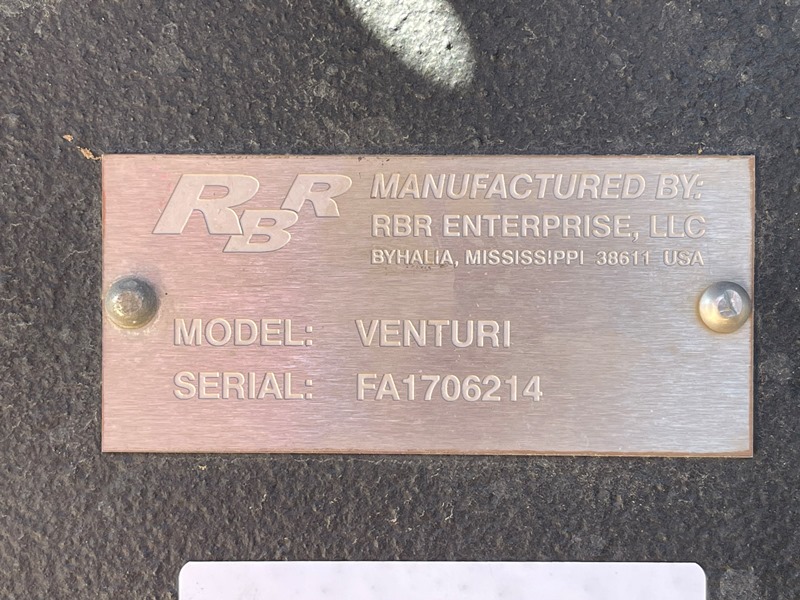 RBR
MANUFACTURED BY:
RBR ENTERPRISE, LLC
BYHALIA, MISSISSIPPI 38611 USA
MODEL: VENTURI
SERIAL: FA1706214